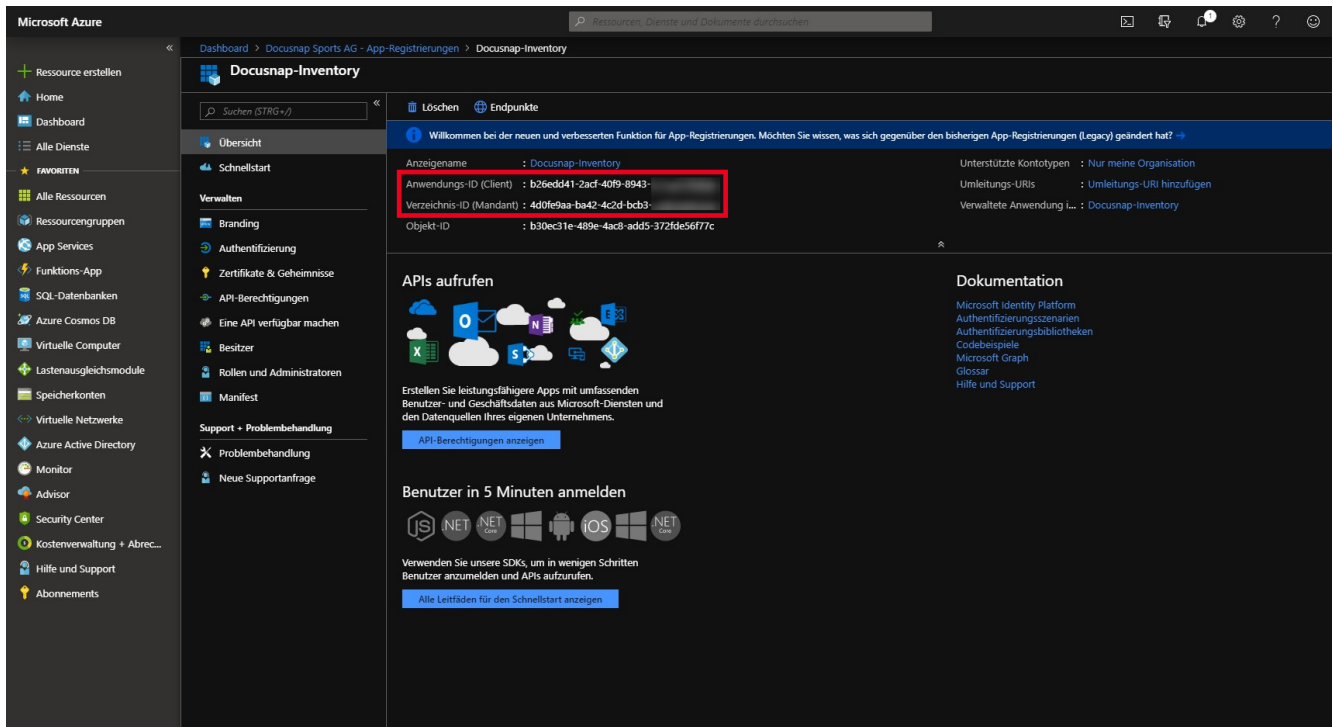 Microsoft Azure
Ressourcen, Dienste und Dokumente durchsuchen
1
Dashboard > Docusnap Sports AG - App-Registrierungen > Docusnap-Inventory
Ressource erstellen
Home
Dashboard
Alle Dienste
FAVORITEN
Alle Ressourcen
Ressourcengruppen
App Services
Funktions-App
SQL-Datenbanken
Azure Cosmos DB
Virtuelle Computer
Lastenausgleichsmodule
Speicherkonten
Virtuelle Netzwerke
Azure Active Directory
Monitor
Advisor
Security Center
Kostenverwaltung + Abrec...
Hilfe und Support
Abonnements
Docusnap-Inventory
Suchen (STRG+/)
Übersicht
Schnellstart
Verwalten
Branding
Authentifizierung
Zertifikate & Geheimnisse
API-Berechtigungen
Eine API verfügbar machen
Besitzer
Rollen und Administratoren
Manifest
Support + Problembehandlung
Problembehandlung
Neue Supportanfrage
Löschen Endpunkte
Willkommen bei der neuen und verbesserten Funktion für App-Registrierungen. Möchten Sie wissen, was sich gegenüber den bisherigen App-Registrierungen (Legacy) geändert hat? →
Anzeigename : Docusnap-Inventory
Anwendungs-ID (Client) : b26edd41-2acf-40f9-8943-
Verzeichnis-ID (Mandant) : 4d0fe9aa-ba42-4c2d-bcb3-
Objekt-ID : b30ec31e-489e-4ac8-add5-372fde56f77c
Unterstützte Kontotypen : Nur meine Organisation
Umleitungs-URIs : Umleitungs-URI hinzufügen
Verwaltete Anwendung i... : Docusnap-Inventory
APIs aufrufen
Erstellen Sie leistungsfähigere Apps mit umfassenden
Benutzer- und Geschäftsdaten aus Microsoft-Diensten und
den Datenquellen Ihres eigenen Unternehmens.
API-Berechtigungen anzeigen
Benutzer in 5 Minuten anmelden
JS .NET .NET Core iOS .NET Core
Verwenden Sie unsere SDKs, um in wenigen Schritten
Benutzer anzumelden und APIs aufzurufen.
Alle Leitfäden für den Schnellstart anzeigen
Dokumentation
Microsoft Identity Platform
Authentifizierungsszenarien
Authentifizierungsbibliotheken
Codebeispiele
Microsoft Graph
Glossar
Hilfe und Support